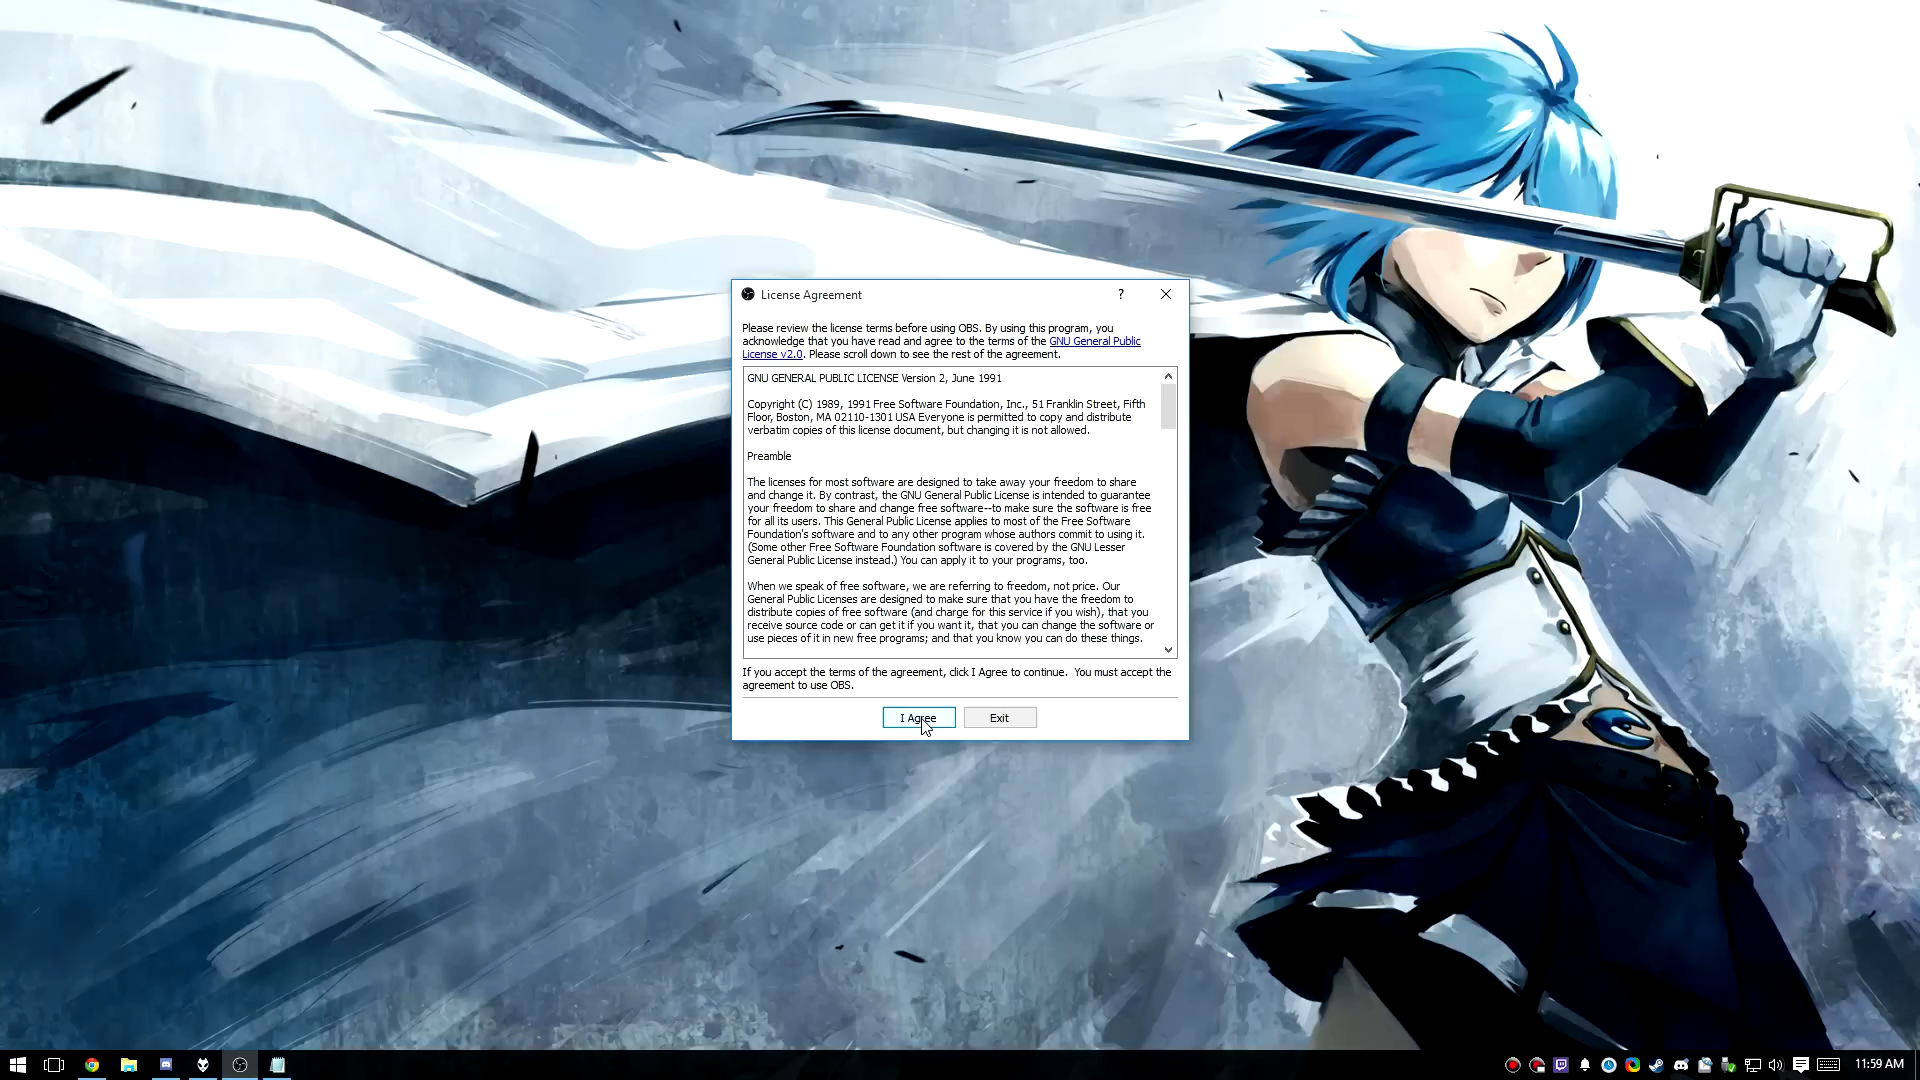 License Agreement
?
Please review the license terms before using OBS. By using this program, you
acknowledge that you have read and agree to the terms of the GNU General Public
License v2.0. Please scroll down to see the rest of the agreement.
GNU GENERAL PUBLIC LICENSE Version 2, June 1991
Copyright (C) 1989, 1991 Free Software Foundation, Inc., 51 Franklin Street, Fifth
Floor, Boston, MA 02110-1301 USA Everyone is permitted to copy and distribute
verbatim copies of this license document, but changing it is not allowed.
Preamble
The licenses for most software are designed to take away your freedom to share
and change it. By contrast, the GNU General Public License is intended to guarantee
your freedom to share and change free software--to make sure the software is free
for all its users. This General Public License applies to most of the Free Software
Foundation's software and to any other program whose authors commit to using it.
(Some other Free Software Foundation software is covered by the GNU Lesser
General Public License instead.) You can apply it to your programs, too.
When we speak of free software, we are referring to freedom, not price. Our
General Public Licenses are designed to make sure that you have the freedom to
distribute copies of free software (and charge for this service if you wish), that you
receive source code or can get it if you want it, that you can change the software or
use pieces of it in new free programs; and that you know you can do these things.
If you accept the terms of the agreement, click I Agree to continue.  You must accept the
agreement to use OBS.
I Agree
Exit
11:59 AM